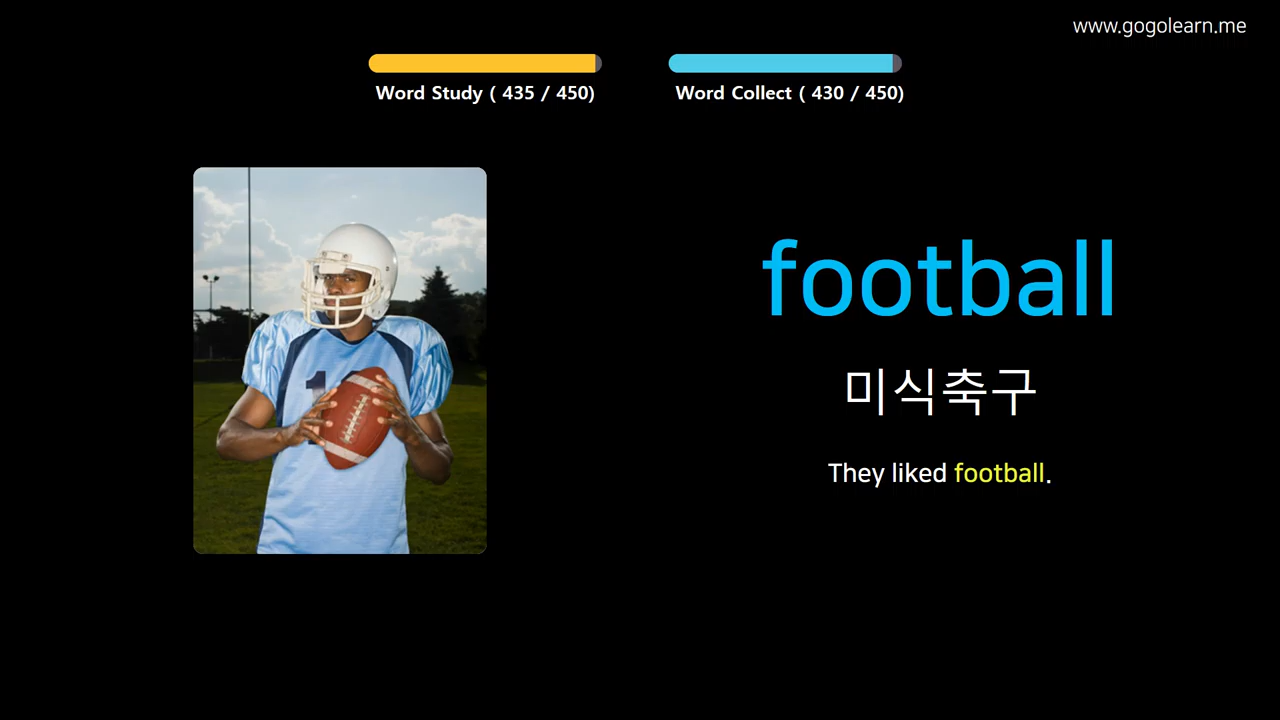 www.gogolearn.me
Word Study ( 435 / 450)
Word Collect ( 430 / 450)
football
미식축구
They liked football.